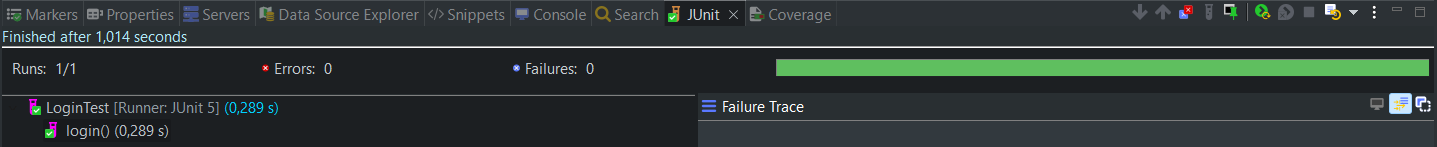 Markers Properties Servers Data Source Explorer </> Snippets Console Search JUnit × Coverage
Finished after 1,014 seconds
Runs: 1/1 Errors: 0 Failures: 0
LoginTest [Runner: JUnit 5] (0,289 s)
Failure Trace
login() (0,289 s)